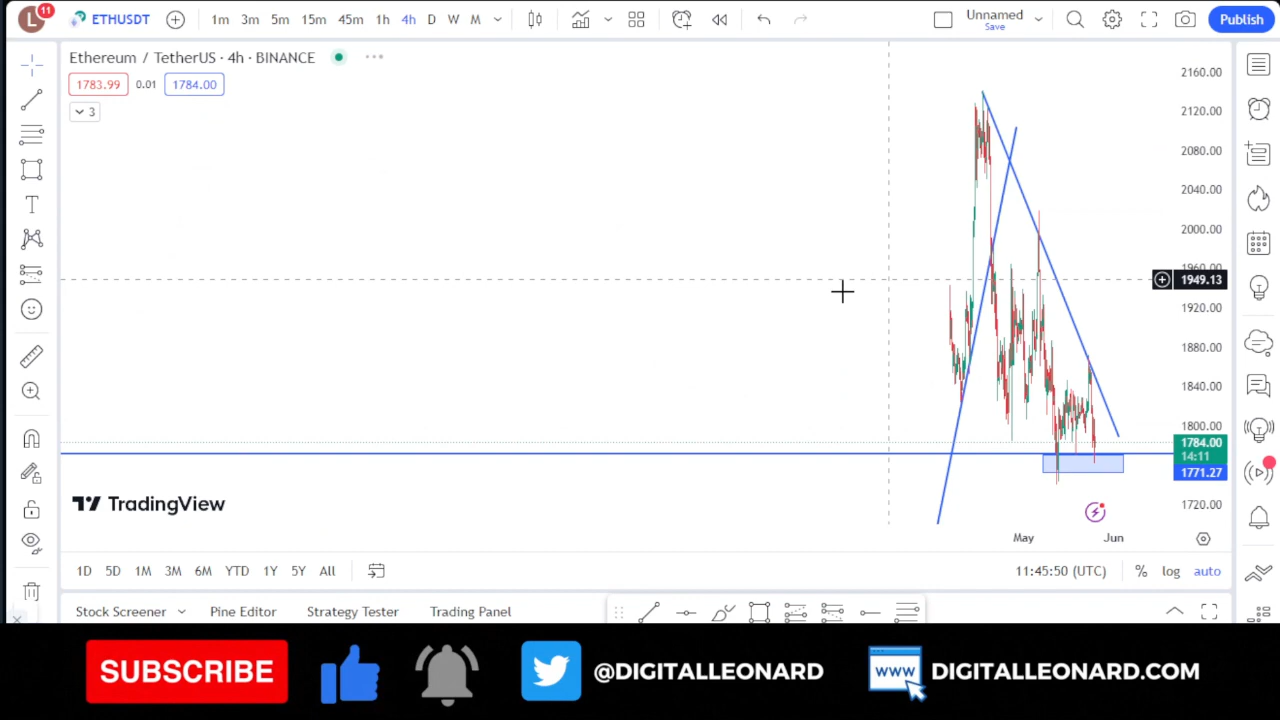 L
11
ETHUSDT
1m 3m 5m 15m 45m 1h 4h D W M
Unnamed
Save
Publish
Ethereum / TetherUS · 4h · BINANCE
1783.99 0.01 1784.00
3
2160.00
2120.00
2080.00
2040.00
2000.00
1960.00
1949.13
1920.00
1880.00
1840.00
1800.00
1784.00
14:11
1771.27
1720.00
TradingView
May Jun
1D 5D 1M 3M 6M YTD 1Y 5Y All
11:45:50 (UTC) % log auto
Stock Screener Pine Editor Strategy Tester Trading Panel
SUBSCRIBE
@DIGITALLEONARD
WWW
DIGITALLEONARD.COM